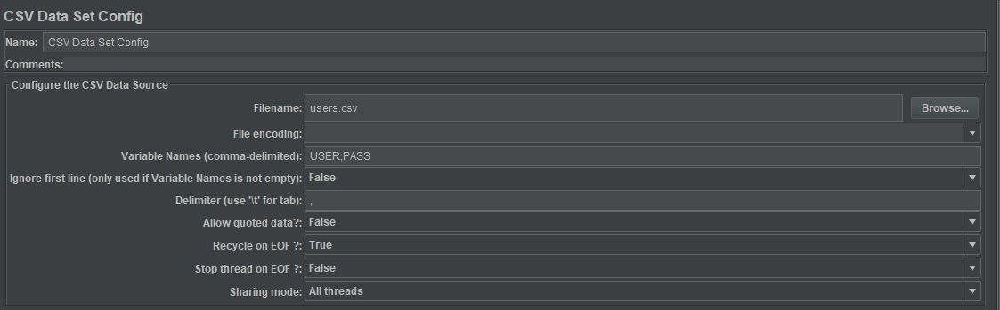 CSV Data Set Config
Name: CSV Data Set Config
Comments:
Configure the CSV Data Source
Filename: users.csv Browse...
File encoding:
Variable Names (comma-delimited): USER,PASS
Ignore first line (only used if Variable Names is not empty): False
Delimiter (use '\t' for tab): ,
Allow quoted data?: False
Recycle on EOF ?: True
Stop thread on EOF ?: False
Sharing mode: All threads